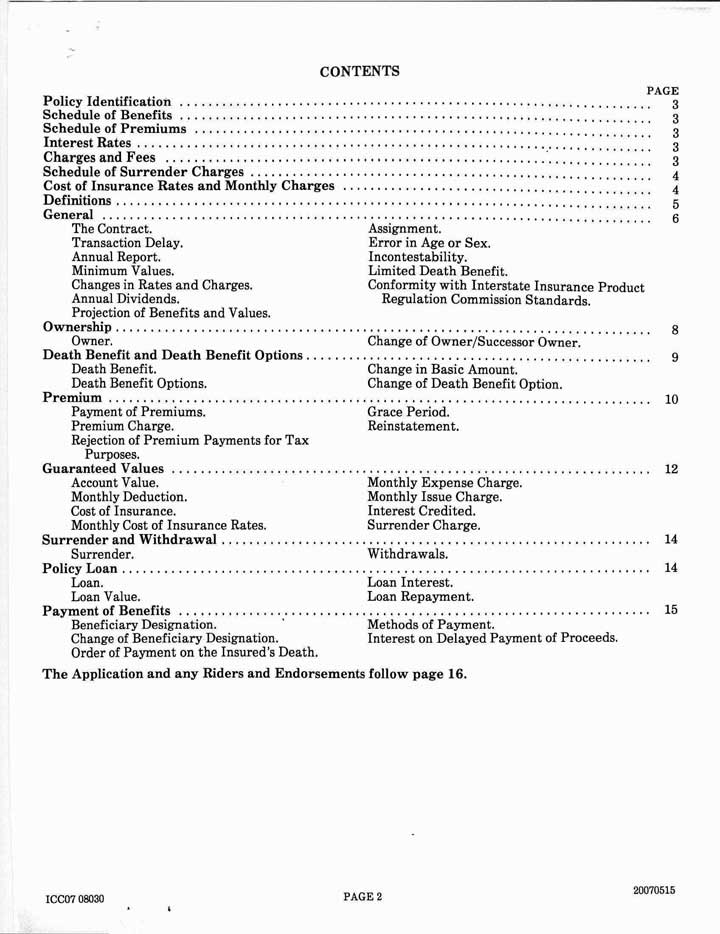 CONTENTS
PAGE
Policy Identification ........ 3
Schedule of Benefits ........ 3
Schedule of Premiums ........ 3
Interest Rates ........ 3
Charges and Fees ........ 3
Schedule of Surrender Charges ........ 4
Cost of Insurance Rates and Monthly Charges ........ 4
Definitions ........ 5
General ........ 6
The Contract. Assignment.
Transaction Delay. Error in Age or Sex.
Annual Report. Incontestability.
Minimum Values. Limited Death Benefit.
Changes in Rates and Charges. Conformity with Interstate Insurance Product
Annual Dividends. Regulation Commission Standards.
Projection of Benefits and Values.
Ownership ........ 8
Owner. Change of Owner/Successor Owner.
Death Benefit and Death Benefit Options ........ 9
Death Benefit. Change in Basic Amount.
Death Benefit Options. Change of Death Benefit Option.
Premium ........ 10
Payment of Premiums. Grace Period.
Premium Charge. Reinstatement.
Rejection of Premium Payments for Tax
Purposes.
Guaranteed Values ........ 12
Account Value. Monthly Expense Charge.
Monthly Deduction. Monthly Issue Charge.
Cost of Insurance. Interest Credited.
Monthly Cost of Insurance Rates. Surrender Charge.
Surrender and Withdrawal ........ 14
Surrender. Withdrawals.
Policy Loan ........ 14
Loan. Loan Interest.
Loan Value. Loan Repayment.
Payment of Benefits ........ 15
Beneficiary Designation. Methods of Payment.
Change of Beneficiary Designation. Interest on Delayed Payment of Proceeds.
Order of Payment on the Insured's Death.
The Application and any Riders and Endorsements follow page 16.
ICC07 08030 PAGE 2 20070515